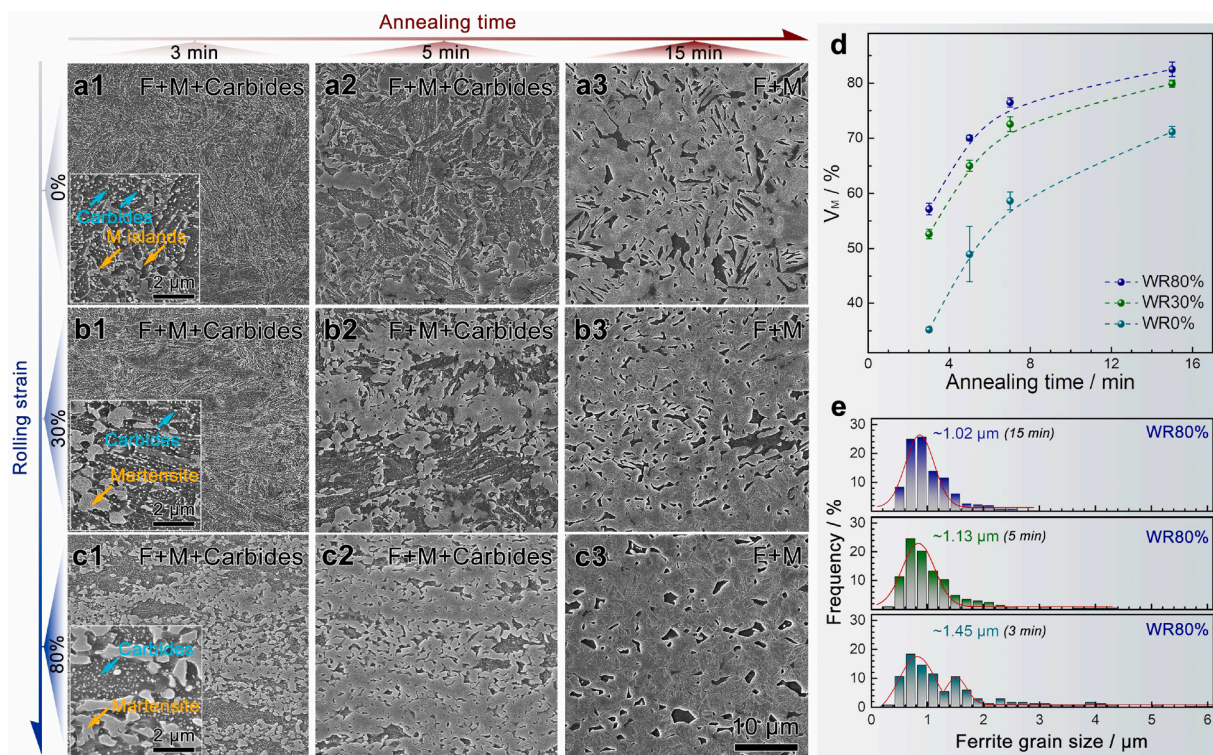 Annealing time
3 min
5 min
15 min
Rolling strain
0%
30%
80%
a1
F+M+Carbides
Carbides
M islands
2 µm
a2
F+M+Carbides
a3
F+M
b1
F+M+Carbides
Carbides
Martensite
2 µm
b2
F+M+Carbides
b3
F+M
c1
F+M+Carbides
Carbides
Martensite
2 µm
c2
F+M+Carbides
c3
F+M
10 µm
d
V_M / %
80
70
60
50
40
WR80%
WR30%
WR0%
0 4 8 12 16
Annealing time / min
e
Frequency / %
30
20
10
0
~1.02 µm (15 min)
WR80%
30
20
10
0
~1.13 µm (5 min)
WR80%
30
20
10
0
~1.45 µm (3 min)
WR80%
0 1 2 3 4 5 6
Ferrite grain size / µm